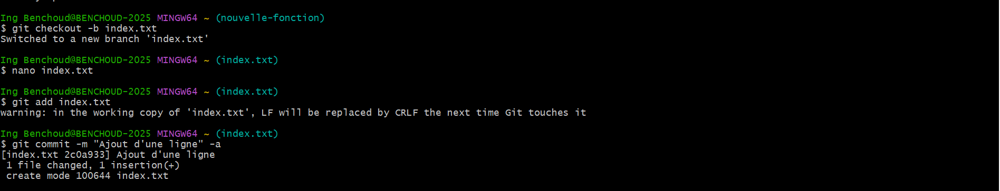 Ing Benchoud@BENCHOUD-2025 MINGW64 ~ (nouvelle-fonction)
$ git checkout -b index.txt
Switched to a new branch 'index.txt'
Ing Benchoud@BENCHOUD-2025 MINGW64 ~ (index.txt)
$ nano index.txt
Ing Benchoud@BENCHOUD-2025 MINGW64 ~ (index.txt)
$ git add index.txt
warning: in the working copy of 'index.txt', LF will be replaced by CRLF the next time Git touches it
Ing Benchoud@BENCHOUD-2025 MINGW64 ~ (index.txt)
$ git commit -m "Ajout d'une ligne" -a
[index.txt 2c0a933] Ajout d'une ligne
1 file changed, 1 insertion(+)
create mode 100644 index.txt